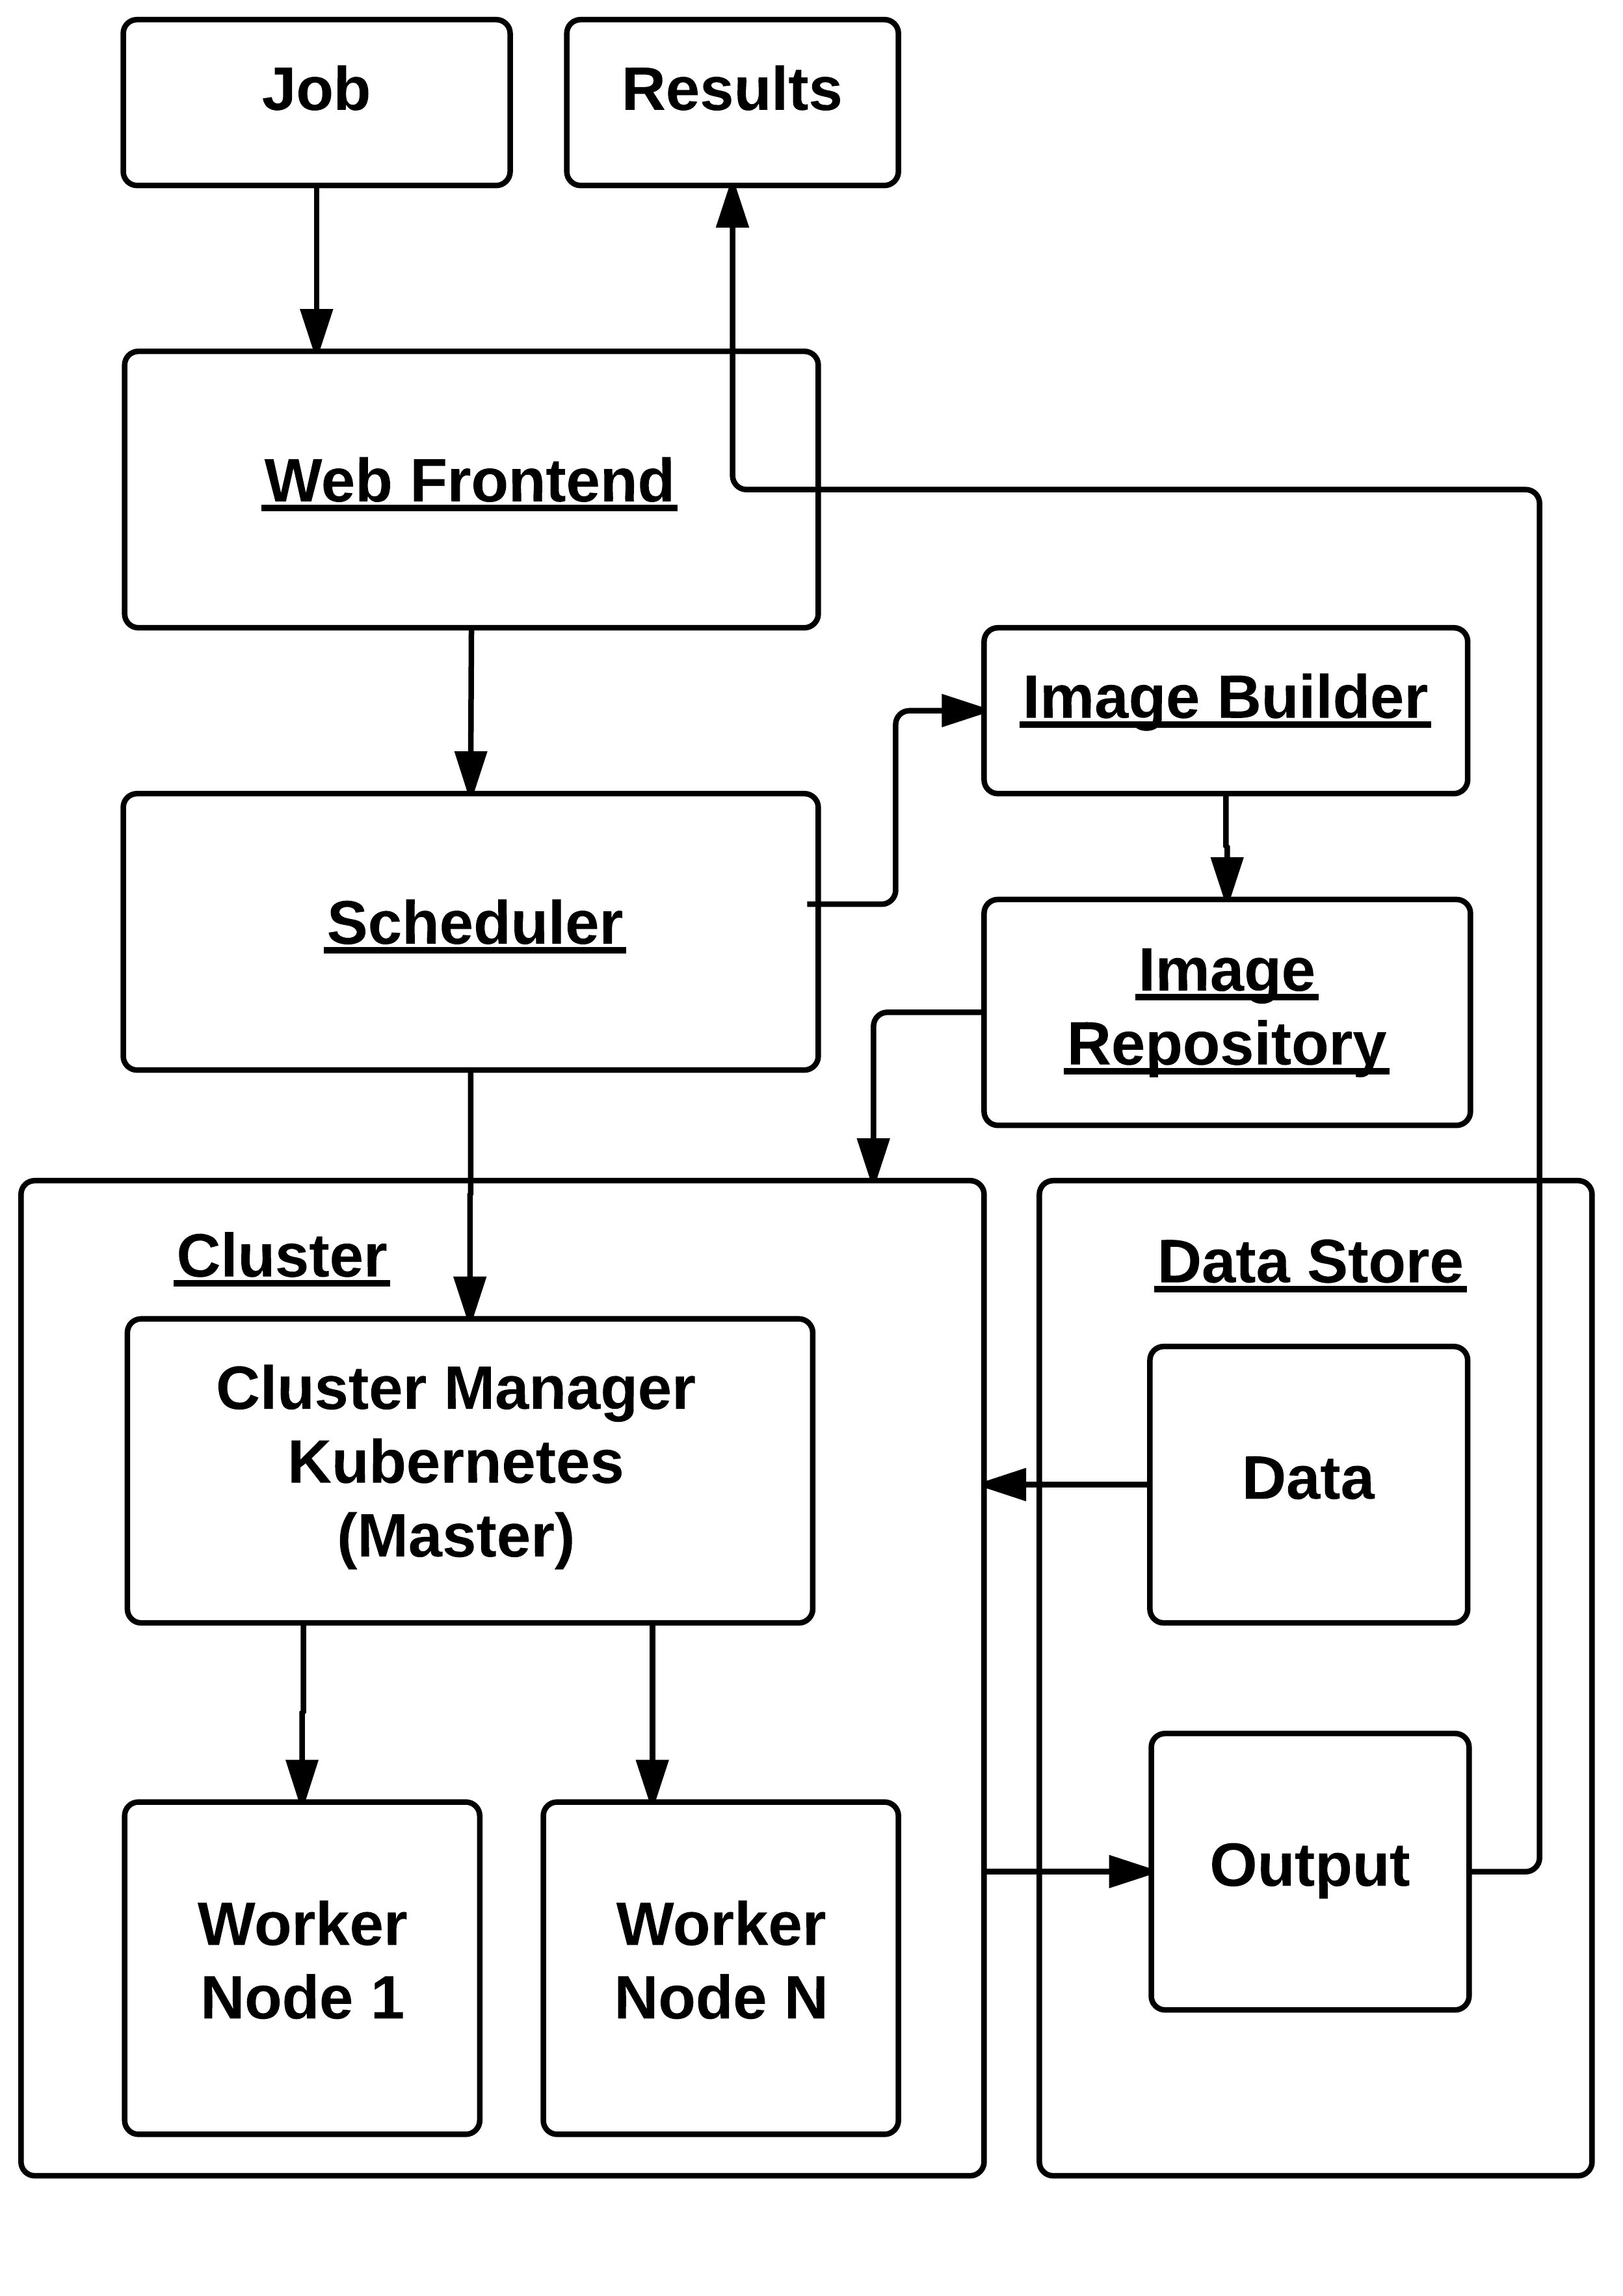 Job
Results
Web Frontend
Image Builder
Scheduler
Image
Repository
Cluster
Data Store
Cluster Manager
Kubernetes
(Master)
Data
Output
Worker
Node 1
Worker
Node N